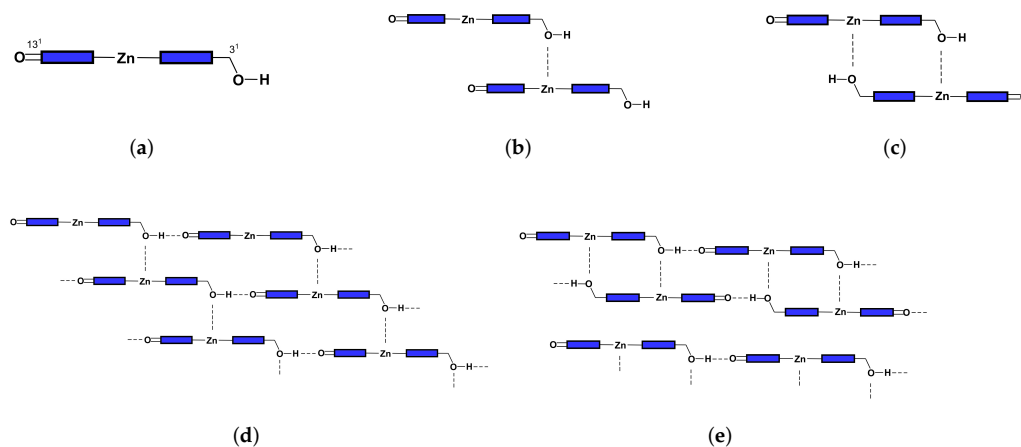 O=▬—Zn—▬ 13¹ 3¹
O—H
O Zn
O—H
O Zn
O—H
(a) (b) (c)
O Zn
O—H
H—O
Zn
O Zn
O H O Zn
O H
O Zn
O H O Zn
O H
O Zn
O H O Zn
O H
(d)
O Zn
O H O Zn
O H
H O
Zn O H O
Zn O
O Zn
O H O Zn
O H
(e)